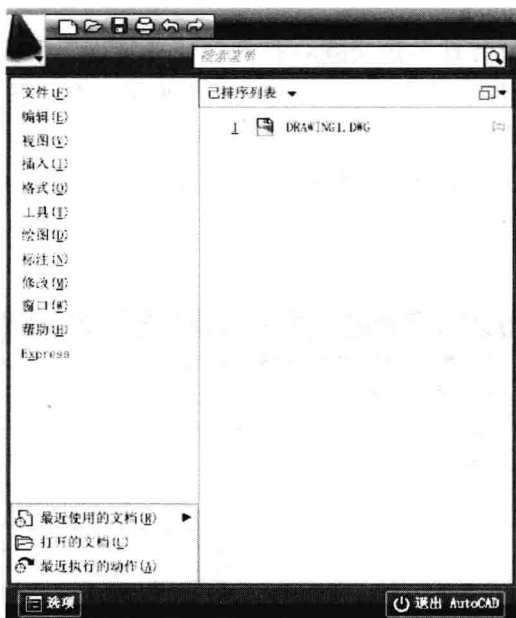 搜索菜单
文件(F)
编辑(E)
视图(V)
插入(I)
格式(O)
工具(T)
绘图(D)
标注(N)
修改(M)
窗口(W)
帮助(H)
Express
已排序列表
1 DRAWING1.DWG
最近使用的文档(R)
打开的文档(U)
最近执行的动作(A)
选项
退出 AutoCAD